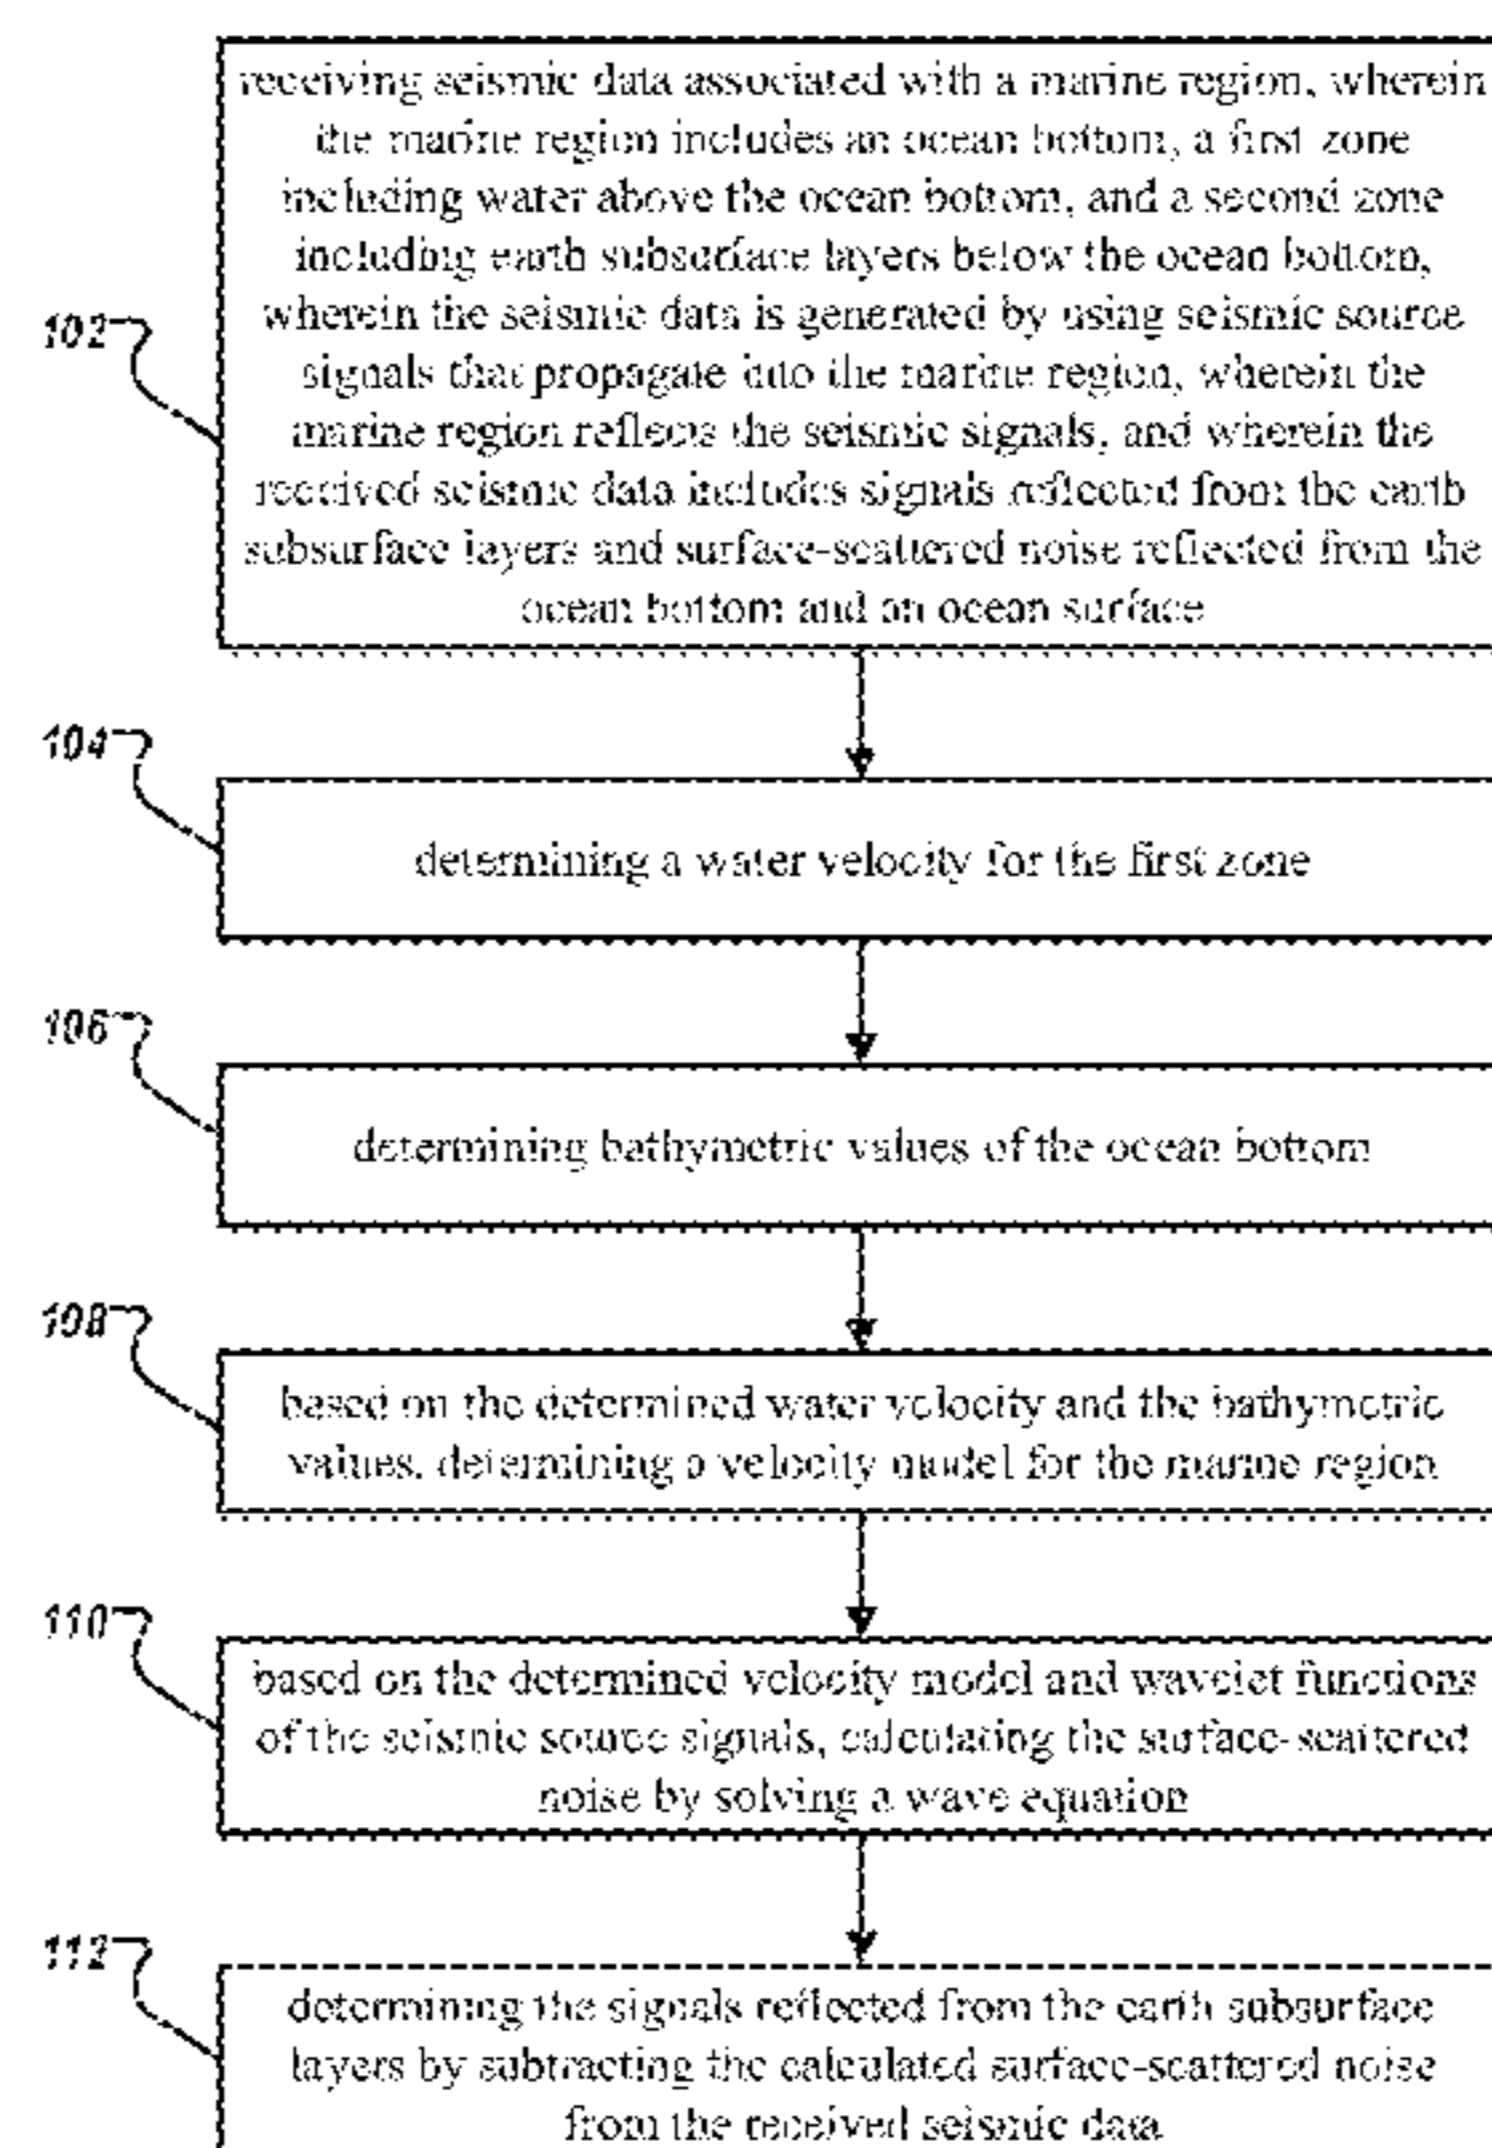 receiving seismic data associated with a marine region, wherein
the marine region includes an ocean bottom, a first zone
including water above the ocean bottom, and a second zone
including earth subsurface layers below the ocean bottom,
wherein the seismic data is generated by using seismic source
signals that propagate into the marine region, wherein the
marine region reflects the seismic signals, and wherein the
received seismic data includes signals reflected from the earth
subsurface layers and surface-scattered noise reflected from the
ocean bottom and an ocean surface
102
104
determining a water velocity for the first zone
106
determining bathymetric values of the ocean bottom
108
based on the determined water velocity and the bathymetric
values, determining a velocity model for the marine region
110
based on the determined velocity model and wavelet functions
of the seismic source signals, calculating the surface-scattered
noise by solving a wave equation
112
determining the signals reflected from the earth subsurface
layers by subtracting the calculated surface-scattered noise
from the received seismic data